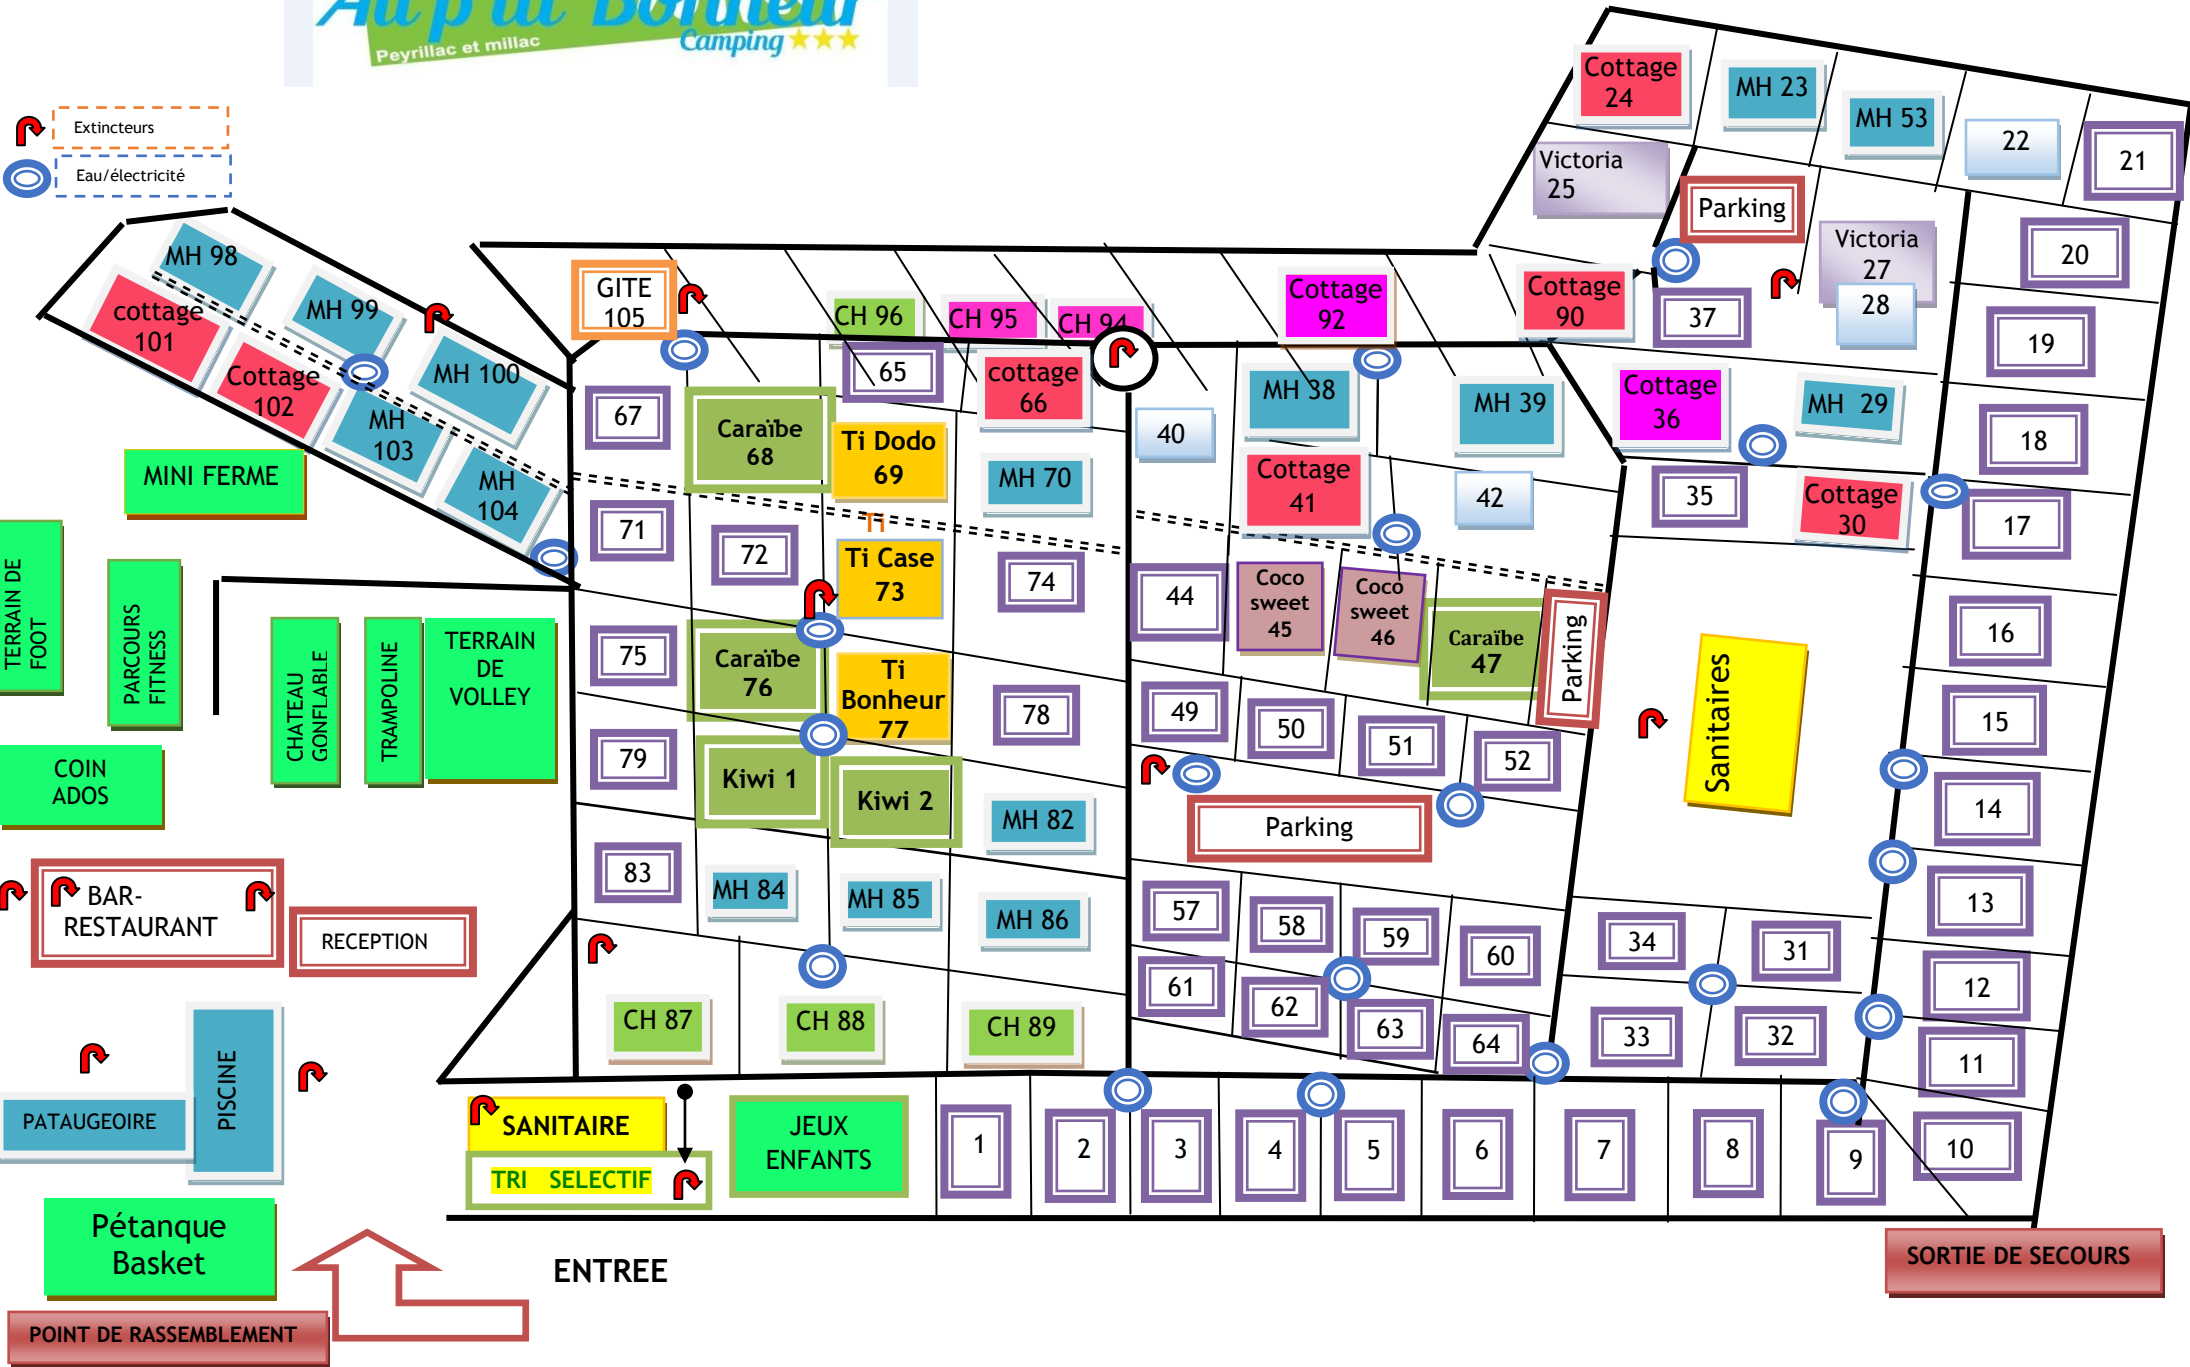 Au p'tit Bonheur
Peyrillac et millac
Camping
Extincteurs
Eau/électricité
Cottage
24
MH 23
MH 53
22
21
Victoria
25
Parking
Victoria
27
28
20
MH 98
MH 99
MH 100
cottage
101
Cottage
102
MH
103
MH
104
GITE
105
CH 96
CH 95
CH 94
Cottage
92
Cottage
90
37
19
67
Caraïbe
68
65
Ti Dodo
69
cottage
66
MH 70
40
MH 38
MH 39
Cottage
36
MH 29
18
Cottage
41
42
35
Cottage
30
17
MINI FERME
71
72
Ti
Ti Case
73
74
44
Coco
sweet
45
Coco
sweet
46
Caraïbe
47
Parking
Sanitaires
16
TERRAIN DE
FOOT
PARCOURS
FITNESS
CHATEAU
GONFLABLE
TRAMPOLINE
TERRAIN
DE
VOLLEY
75
Caraïbe
76
Ti
Bonheur
77
78
49
50
51
52
15
COIN
ADOS
79
Kiwi 1
Kiwi 2
MH 82
Parking
14
BAR-
RESTAURANT
RECEPTION
83
MH 84
MH 85
MH 86
57
58
59
60
34
31
13
61
62
63
64
33
32
12
CH 87
CH 88
CH 89
11
PATAUGEOIRE
PISCINE
SANITAIRE
TRI SELECTIF
JEUX
ENFANTS
1
2
3
4
5
6
7
8
9
10
Pétanque
Basket
ENTREE
SORTIE DE SECOURS
POINT DE RASSEMBLEMENT